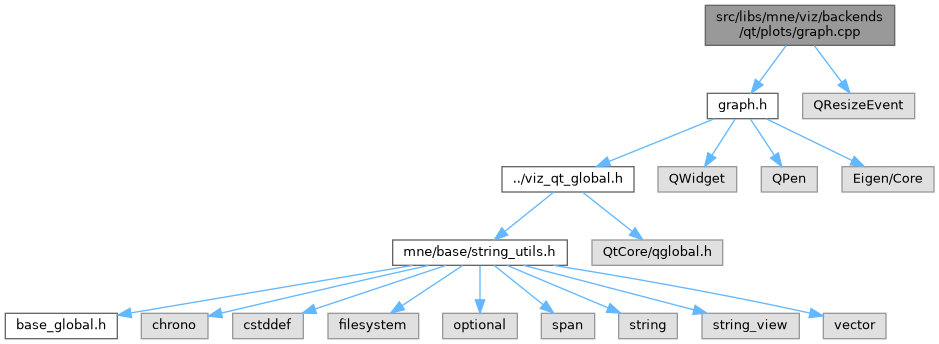 src/libs/mne/viz/backends
/qt/plots/graph.cpp
graph.h
QResizeEvent
../viz_qt_global.h
QWidget
QPen
Eigen/Core
mne/base/string_utils.h
QtCore/qglobal.h
base_global.h
chrono
cstddef
filesystem
optional
span
string
string_view
vector